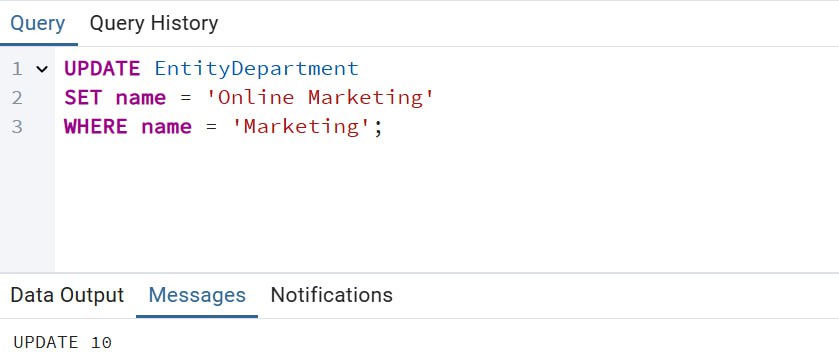 Query Query History
1 UPDATE EntityDepartment
2 SET name = 'Online Marketing'
3 WHERE name = 'Marketing';
Data Output Messages Notifications
UPDATE 10